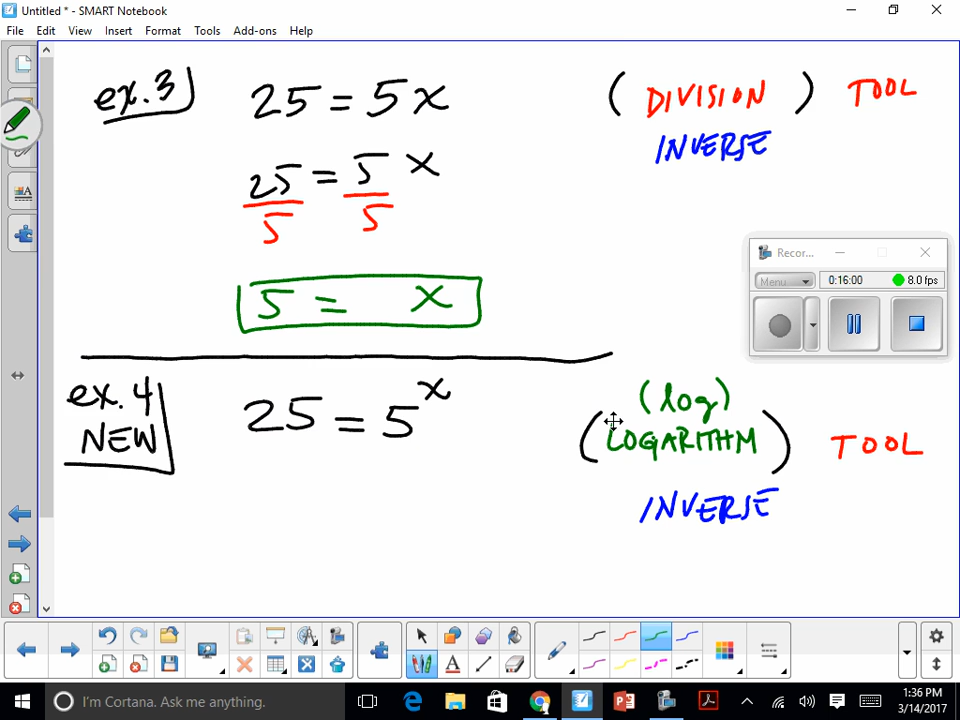 Untitled * - SMART Notebook
File Edit View Insert Format Tools Add-ons Help
ex.3 25 = 5x ( DIVISION ) TOOL
INVERSE
25 = 5 x
5 5
5 = x
Recor...
Menu 0:16:00 8.0 fps
ex. 4 25 = 5^x (log)
NEW (LOGARITHM) TOOL
INVERSE
A
I'm Cortana. Ask me anything.
1:36 PM
3/14/2017